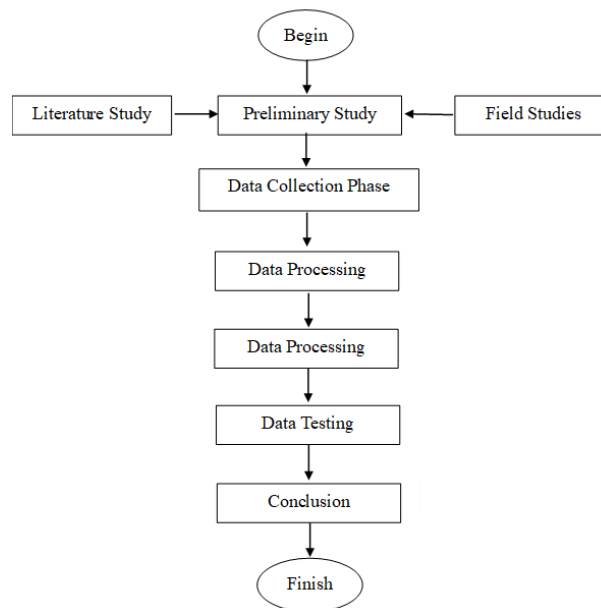 Begin
Literature Study
Preliminary Study
Field Studies
Data Collection Phase
Data Processing
Data Processing
Data Testing
Conclusion
Finish